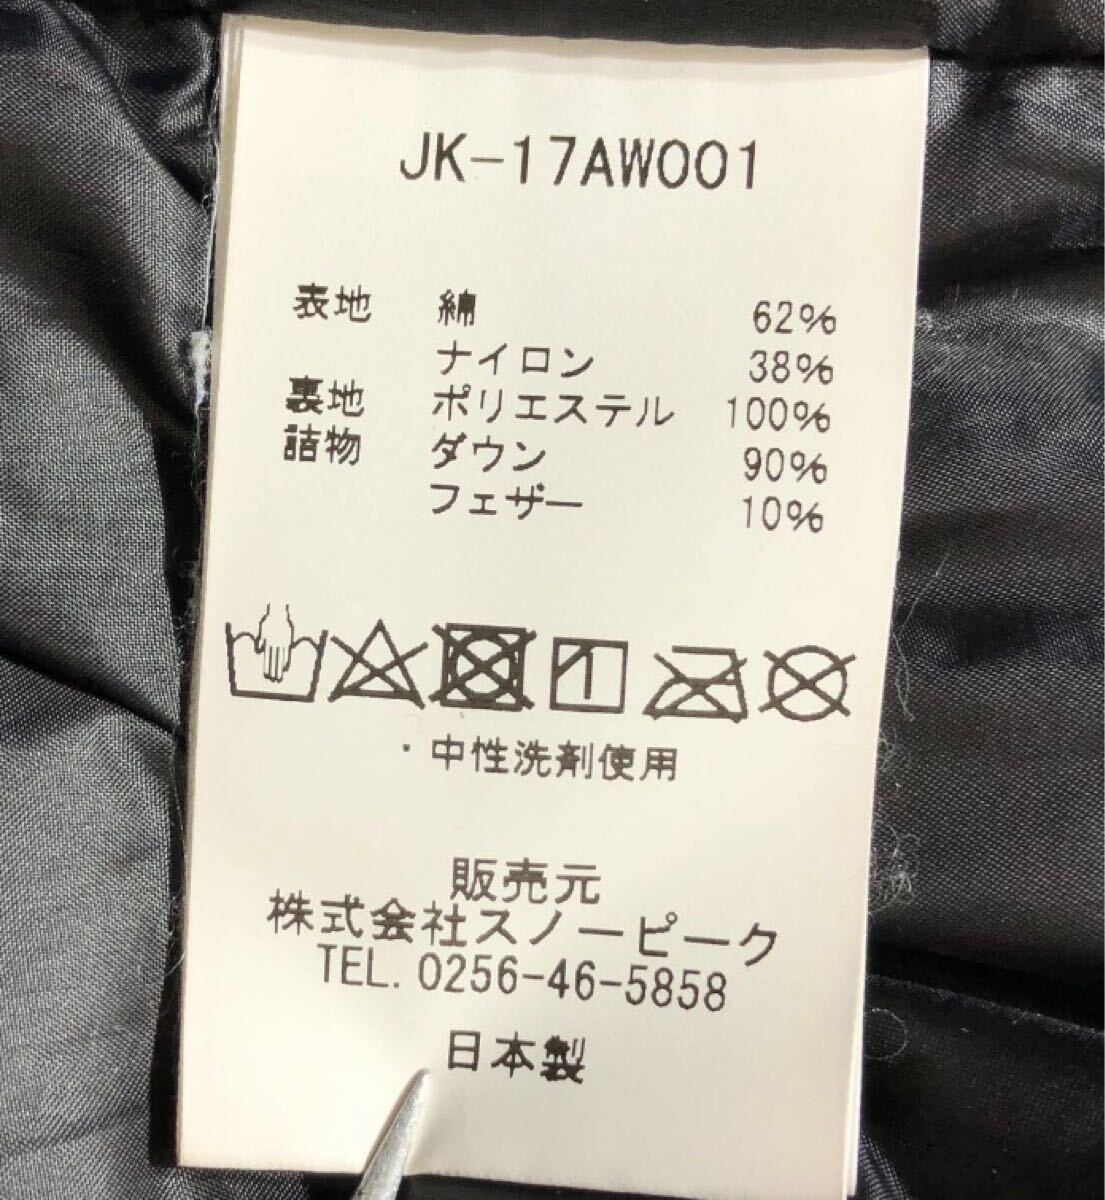 JK-17AW001
表地 綿 62%
ナイロン 38%
裏地 ポリエステル 100%
詰物 ダウン 90%
フェザー 10%
・中性洗剤使用
販売元
株式会社スノーピーク
TEL. 0256-46-5858
日本製